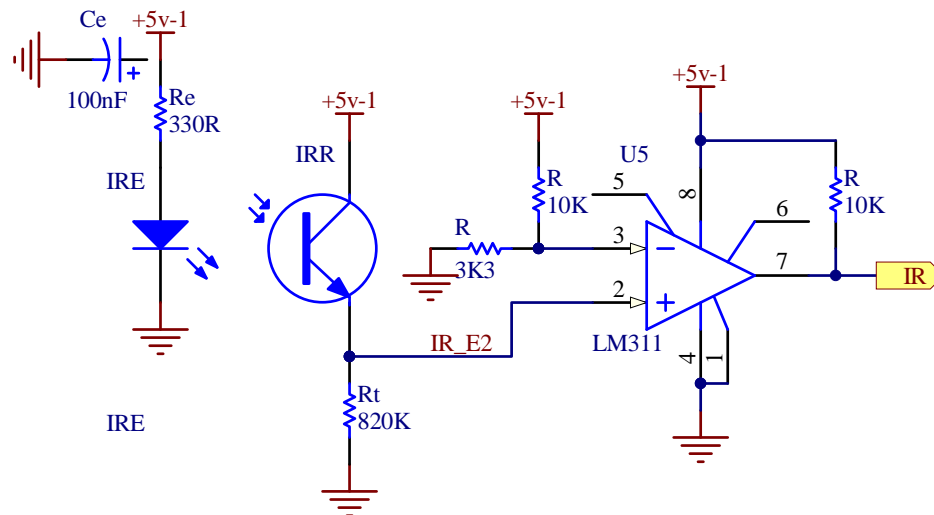 Ce
+5v-1
100nF
Re
330R
IRE
IRE
IRR
+5v-1
IR_E2
Rt
820K
+5v-1
R
10K
R
3K3
U5
5
3
2
LM311
+5v-1
8
6
7
4
1
R
10K
IR